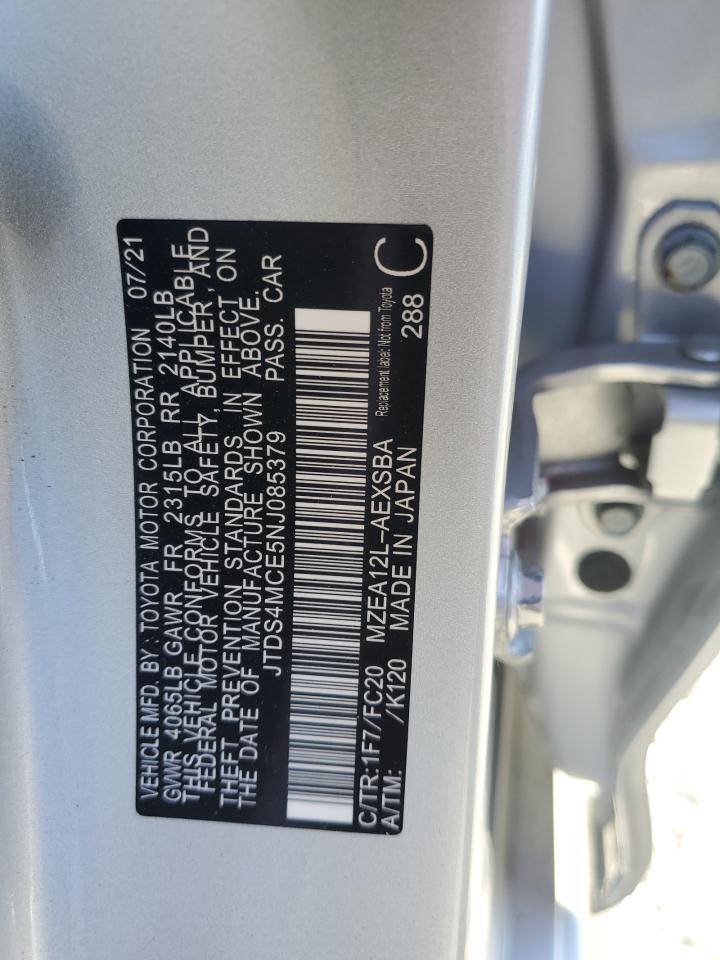 VEHICLE MFD. BY : TOYOTA MOTOR CORPORATION 07/21
GVWR 4065LB GAWR FR 2315LB RR 2140LB
THIS VEHICLE CONFORMS TO ALL APPLICABLE
FEDERAL MOTOR VEHICLE SAFETY, BUMPER, AND
THEFT PREVENTION STANDARDS IN EFFECT ON
THE DATE OF MANUFACTURE SHOWN ABOVE.
JTDS4MCE5NJ085379 PASS. CAR
Replacement label: Not from Toyota
C/TR: 1F7/FC20 MZEA12L-AEXSBA
A/TM: /K120 MADE IN JAPAN 288 C